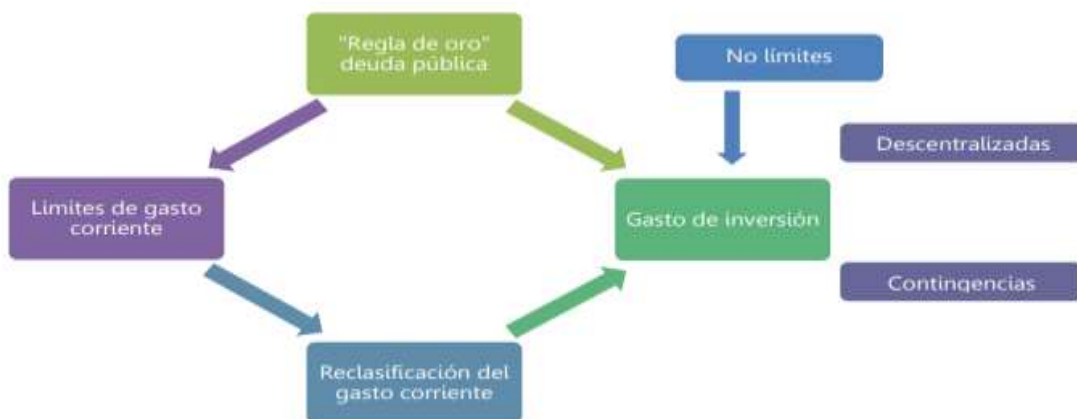 "Regla de oro"
deuda pública
No límites
Descentralizadas
Limites de gasto
corriente
Gasto de inversión
Contingencias
Reclasificación del
gasto corriente